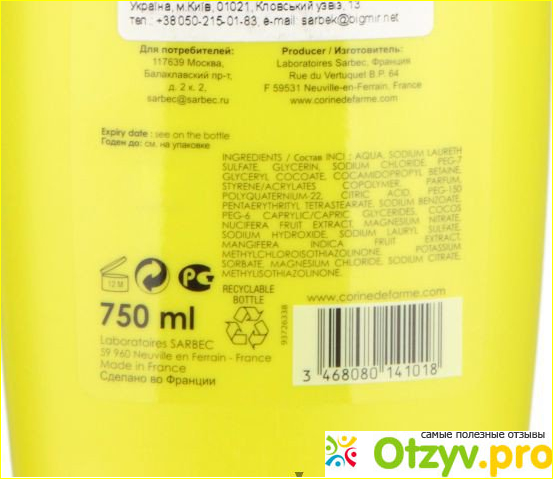 Україна, м.Київ, 01021, Кловський узвіз, 13
тел.: +38050-215-01-83, e-mail: sarbek@bigmir.net
Для потребителей:
117639 Москва,
Балаклавский пр-т,
д. 2 к. 2,
sarbec@sarbec.ru
Producer / Изготовитель:
Laboratoires Sarbec, Франция
Rue du Vertuquet B.P. 64
F 59531 Neuville-en-Ferrain, France
www.corinedefarme.com
Expiry date : see on the bottle
Годен до: см. на упаковке
INGREDIENTS / Состав INCI : AQUA, SODIUM LAURETH
SULFATE, GLYCERIN, SODIUM CHLORIDE, PEG-7
GLYCERYL COCOATE, COCAMIDOPROPYL BETAINE,
STYRENE/ACRYLATES COPOLYMER, PARFUM,
POLYQUATERNIUM-22, CITRIC ACID, PEG-150
PENTAERYTHRITYL TETRASTEARATE, SODIUM BENZOATE,
PEG-6 CAPRYLIC/CAPRIC GLYCERIDES, COCOS
NUCIFERA FRUIT EXTRACT, MAGNESIUM NITRATE,
SODIUM HYDROXIDE, SODIUM LAURYL SULFATE,
MANGIFERA INDICA FRUIT EXTRACT,
METHYLCHLOROISOTHIAZOLINONE, POTASSIUM
SORBATE, MAGNESIUM CHLORIDE, SODIUM CITRATE,
METHYLISOTHIAZOLINONE.
12 M
РСТ
RECYCLABLE
BOTTLE
93726338
www.corinedefarme.com
750 ml
Laboratoires SARBEC
59 960 Neuville en Ferrain - France
Made in France
Сделано во Франции
3 468080 141018
самые полезные отзывы
Otzyv.pro